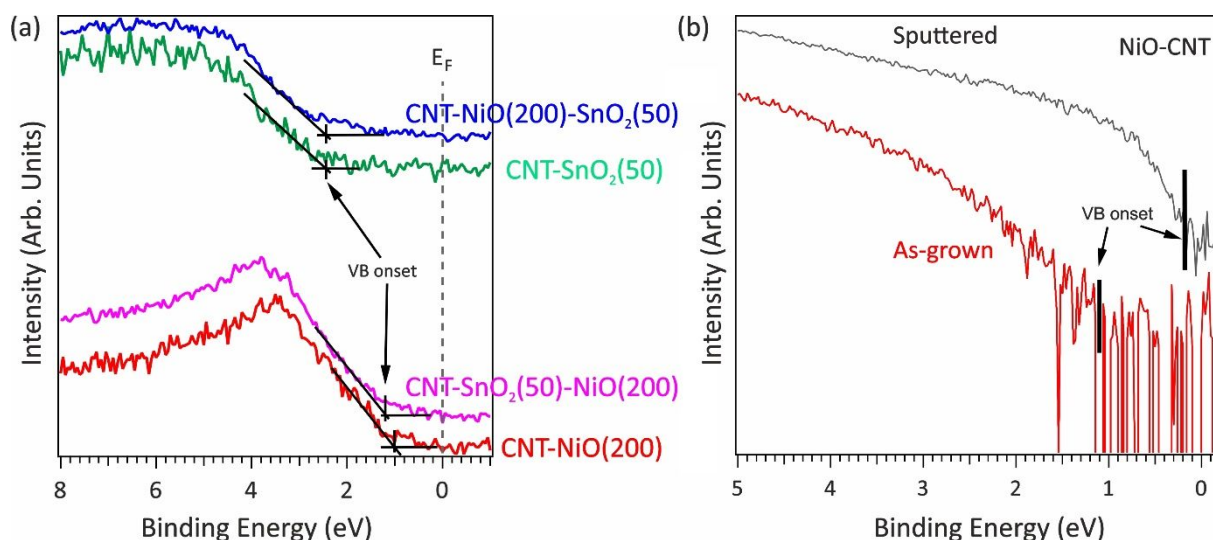 (a)
E_F
CNT-NiO(200)-SnO₂(50)
CNT-SnO₂(50)
VB onset
CNT-SnO₂(50)-NiO(200)
CNT-NiO(200)
Intensity (Arb. Units)
8 6 4 2 0
Binding Energy (eV)
(b)
Sputtered
NiO-CNT
VB onset
As-grown
Intensity (Arb. Units)
5 4 3 2 1 0
Binding Energy (eV)